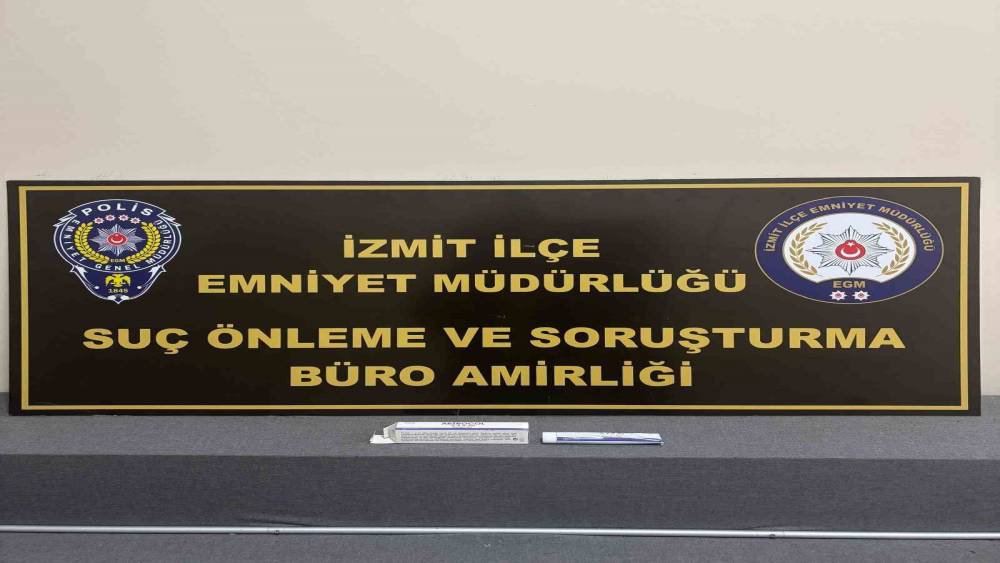 POLİS
EMNİYET GENEL MÜDÜRLÜĞÜ
EGM
1845
İZMİT İLÇE
EMNİYET MÜDÜRLÜĞÜ
SUÇ ÖNLEME VE SORUŞTURMA
BÜRO AMİRLİĞİ
İZMİT İLÇE EMNİYET MÜDÜRLÜĞÜ
EGM